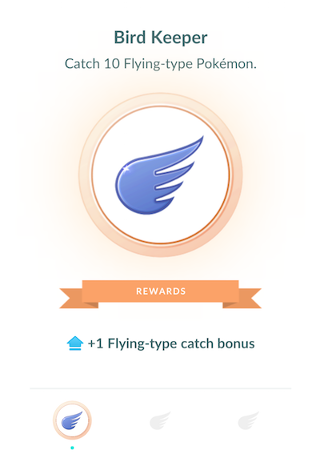 Bird Keeper
Catch 10 Flying-type Pokémon.
REWARDS
+1 Flying-type catch bonus